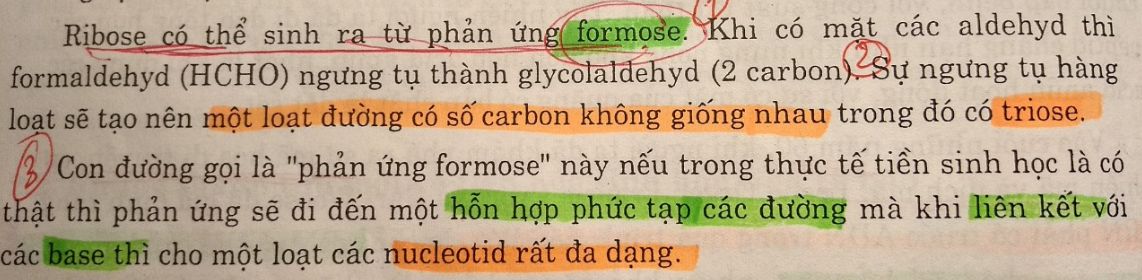 Ribose có thể sinh ra từ phản ứng formose. Khi có mặt các aldehyd thì
formaldehyd (HCHO) ngưng tụ thành glycolaldehyd (2 carbon). Sự ngưng tụ hàng
loạt sẽ tạo nên một loạt đường có số carbon không giống nhau trong đó có triose.
Con đường gọi là "phản ứng formose" này nếu trong thực tế tiền sinh học là có
thật thì phản ứng sẽ đi đến một hỗn hợp phức tạp các đường mà khi liên kết với
các base thì cho một loạt các nucleotid rất đa dạng.